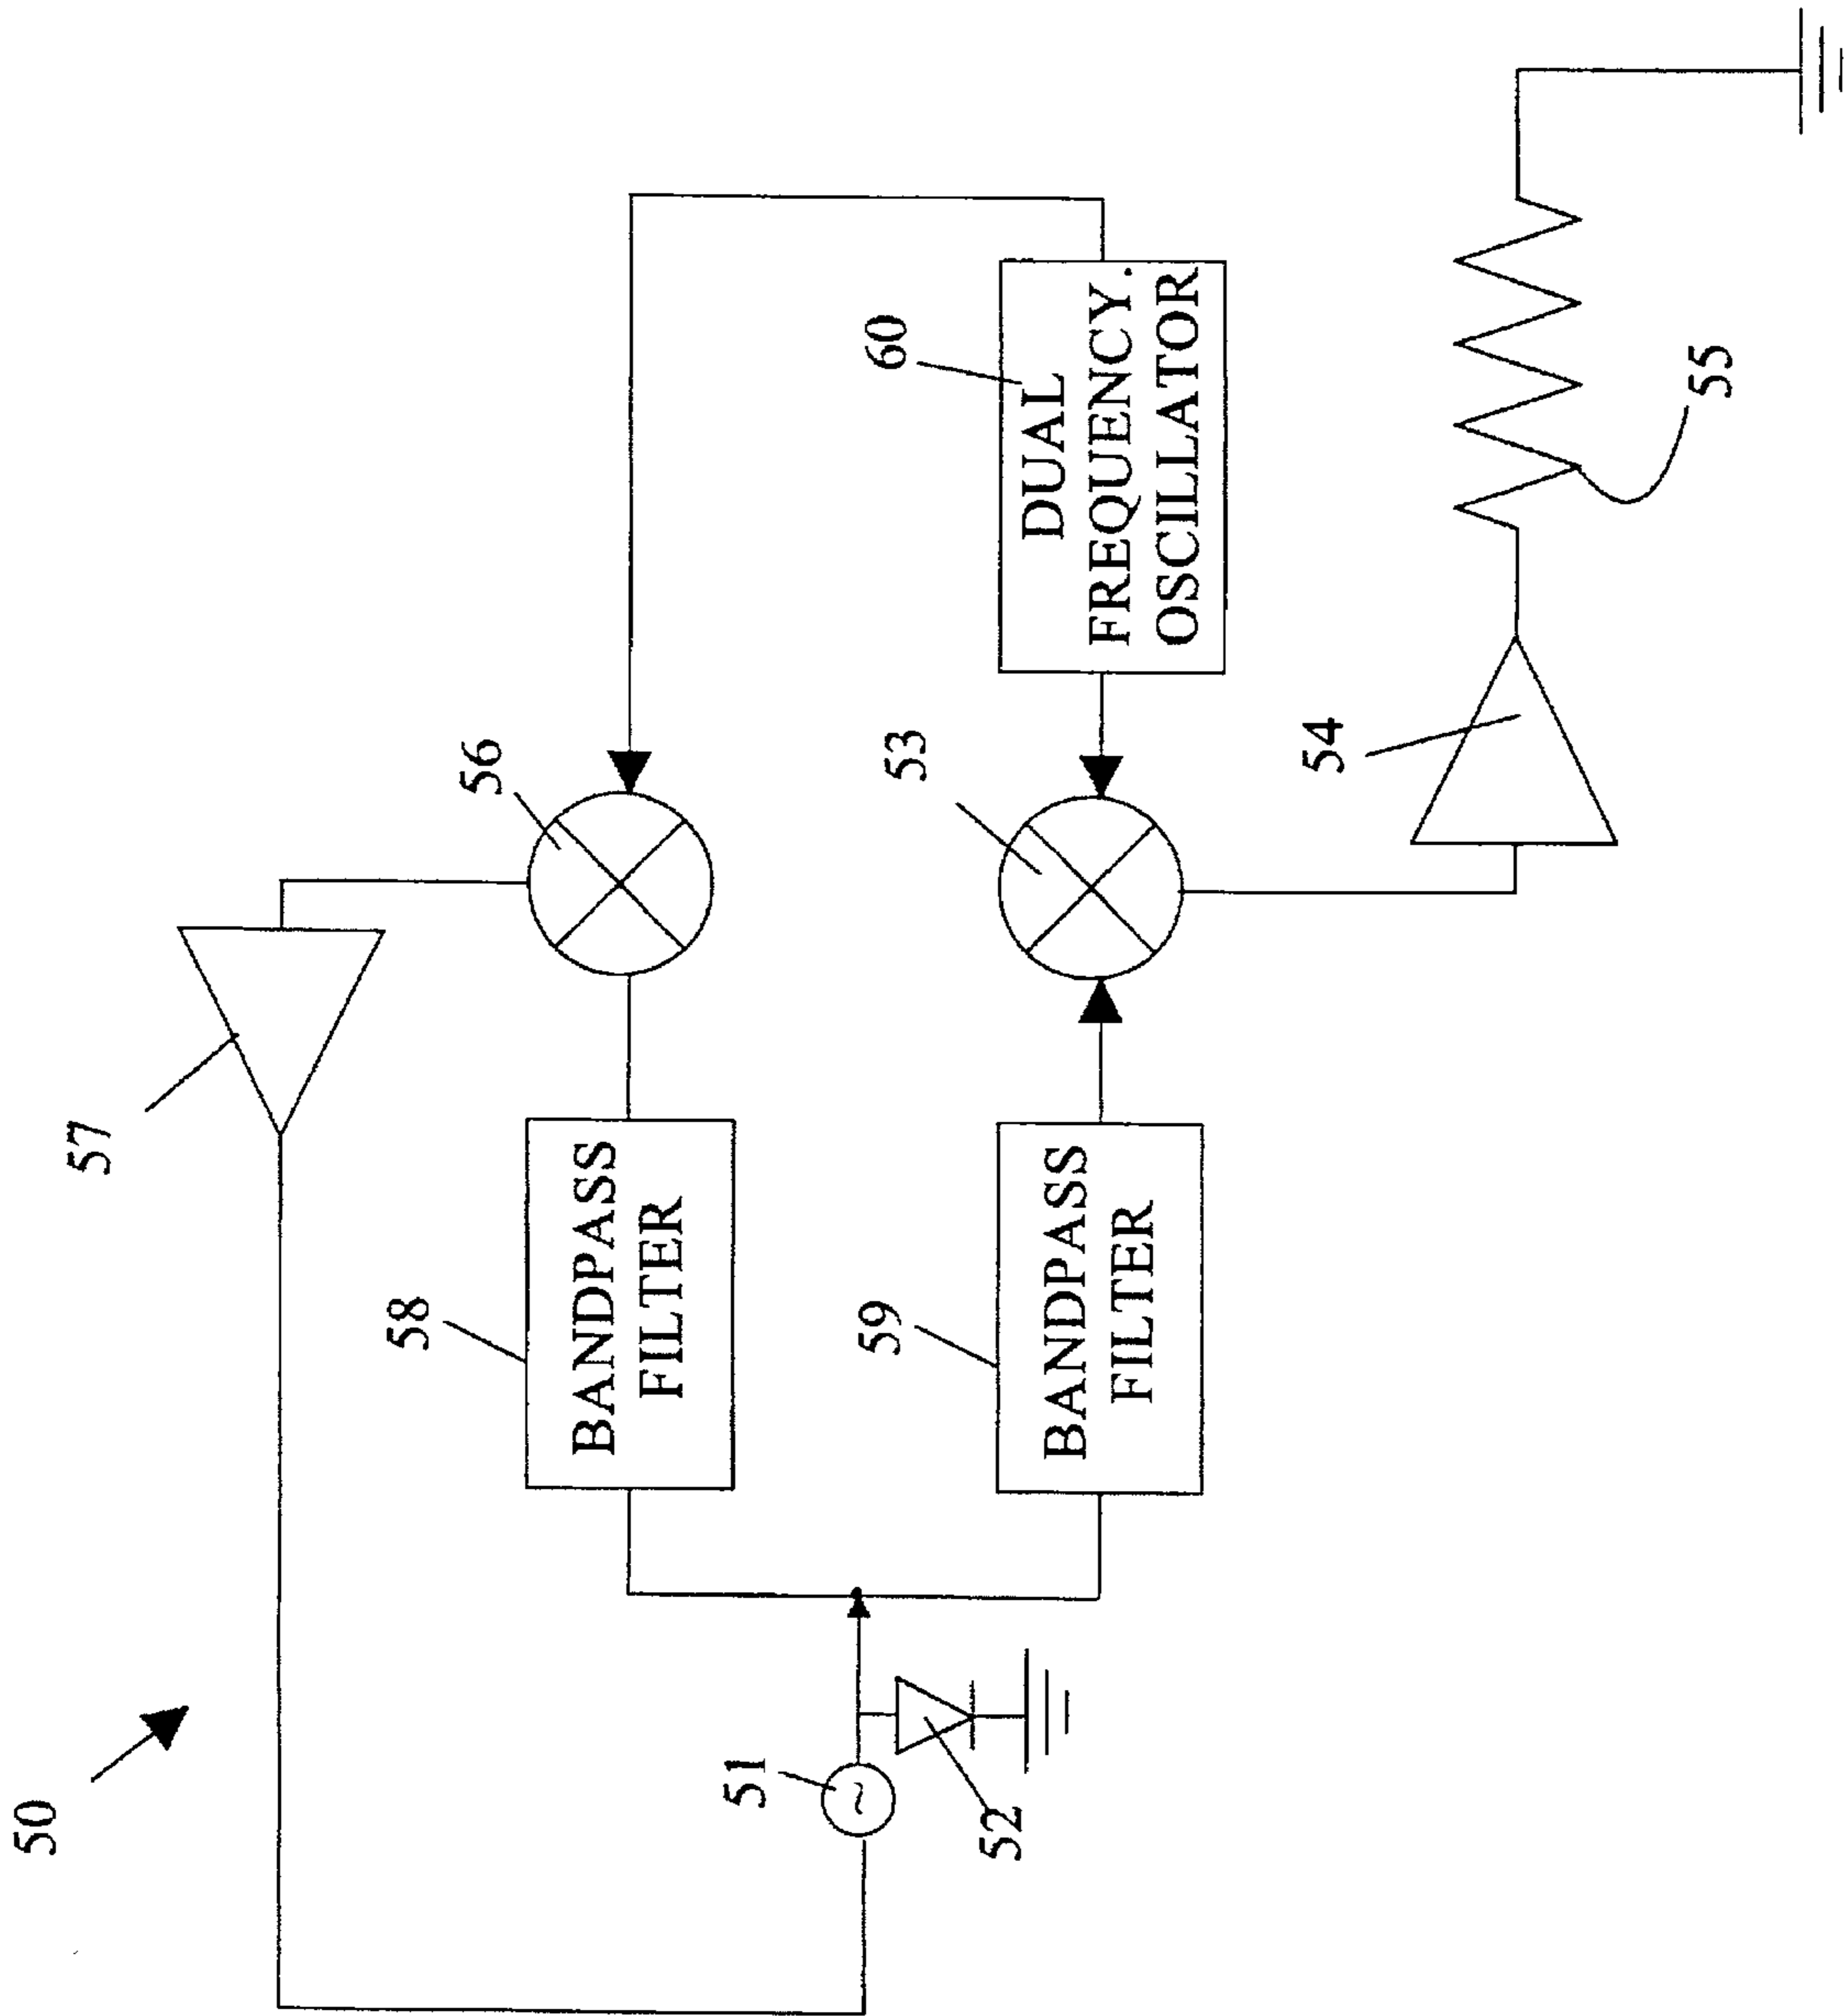 50
57
56
58
BANDPASS
FILTER
60
DUAL
FREQUENCY.
OSCILLATOR
53
59
BANDPASS
FILTER
51
~
52
54
55